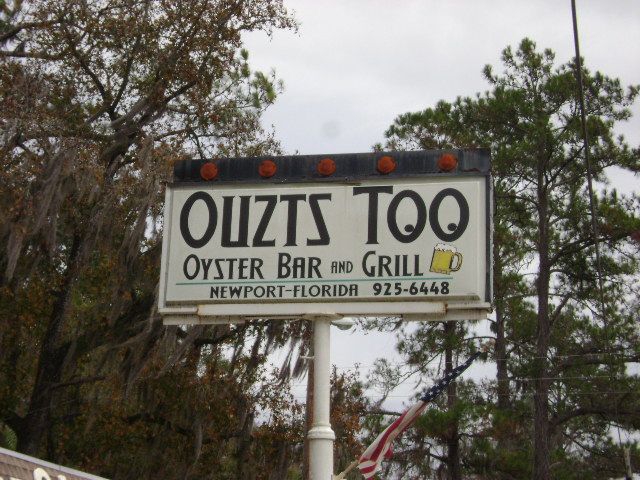 OUZTS TOO
OYSTER BAR AND GRILL
NEWPORT-FLORIDA 925-6448